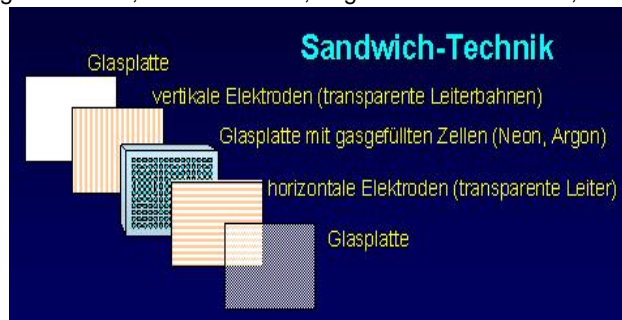 Sandwich-Technik
Glasplatte
vertikale Elektroden (transparente Leiterbahnen)
Glasplatte mit gasgefüllten Zellen (Neon, Argon)
horizontale Elektroden (transparente Leiter)
Glasplatte